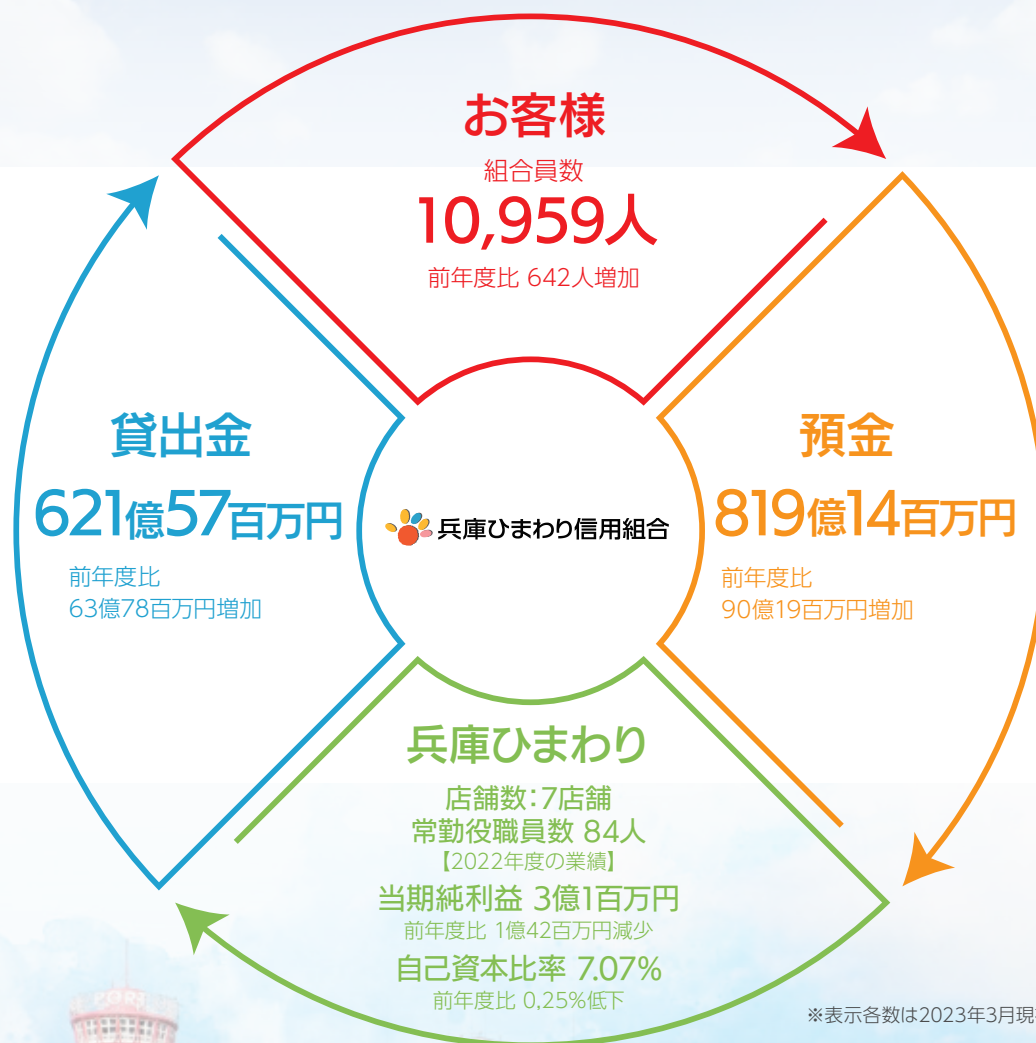 お客様
組合員数
10,959人
前年度比 642人増加
貸出金
621億57百万円
前年度比
63億78百万円増加
兵庫ひまわり信用組合
預金
819億14百万円
前年度比
90億19百万円増加
兵庫ひまわり
店舗数:7店舗
常勤役職員数 84人
【2022年度の業績】
当期純利益 3億1百万円
前年度比 1億42百万円減少
自己資本比率 7.07%
前年度比 0,25%低下
※表示各数は2023年3月現
PORT